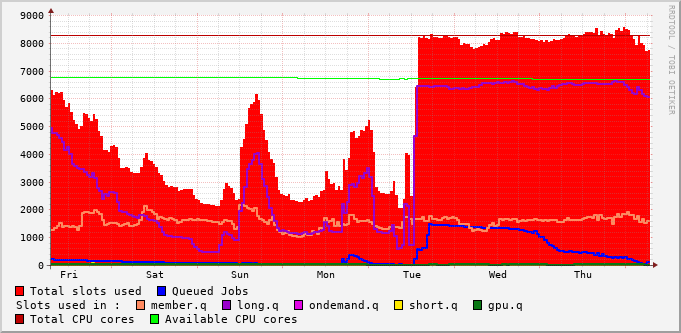 9000
8000
7000
6000
5000
4000
3000
2000
1000
0
Fri Sat Sun Mon Tue Wed Thu
RRDTOOL / TOBI OETIKER
Total slots used Queued Jobs
Slots used in : member.q long.q ondemand.q short.q gpu.q
Total CPU cores Available CPU cores